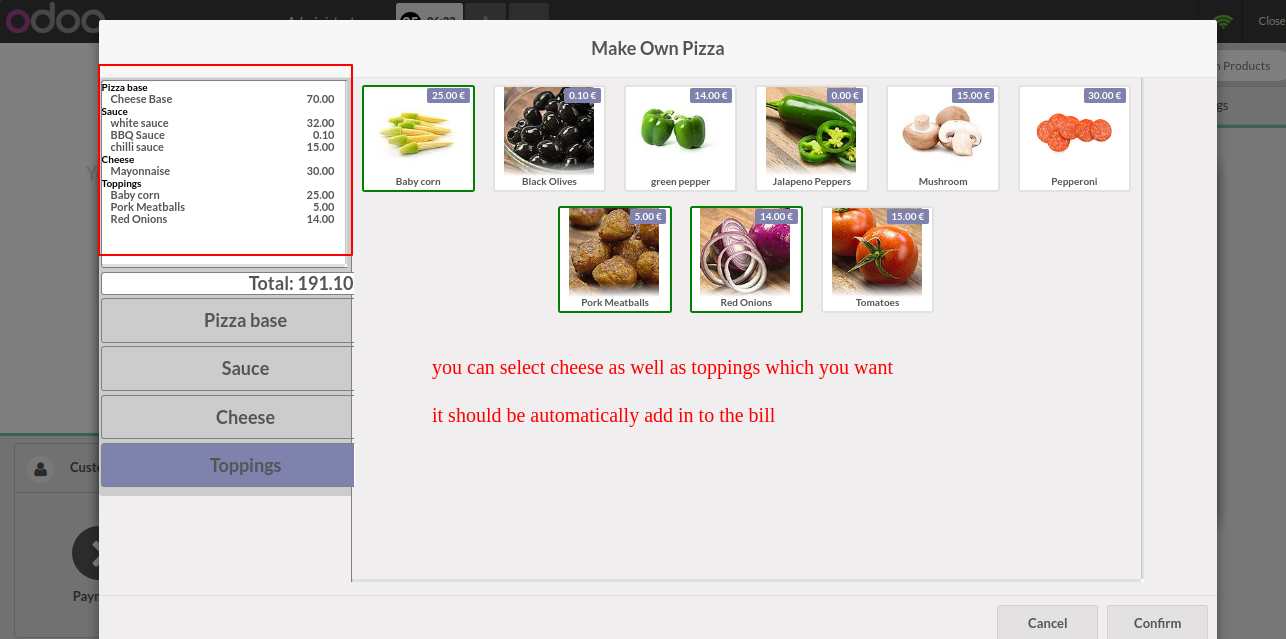 odoo
Close
Make Own Pizza
Products
Pizza base
Cheese Base 70.00
Sauce
white sauce 32.00
BBQ Sauce 0.10
chilli sauce 15.00
Cheese
Mayonnaise 30.00
Toppings
Baby corn 25.00
Pork Meatballs 5.00
Red Onions 14.00
Total: 191.10
Pizza base
Sauce
Cheese
Toppings
25.00 €
Baby corn
0.10 €
Black Olives
14.00 €
green pepper
0.00 €
Jalapeno Peppers
15.00 €
Mushroom
30.00 €
Pepperoni
5.00 €
Pork Meatballs
14.00 €
Red Onions
15.00 €
Tomatoes
you can select cheese as well as toppings which you want
it should be automatically add in to the bill
Cancel
Confirm